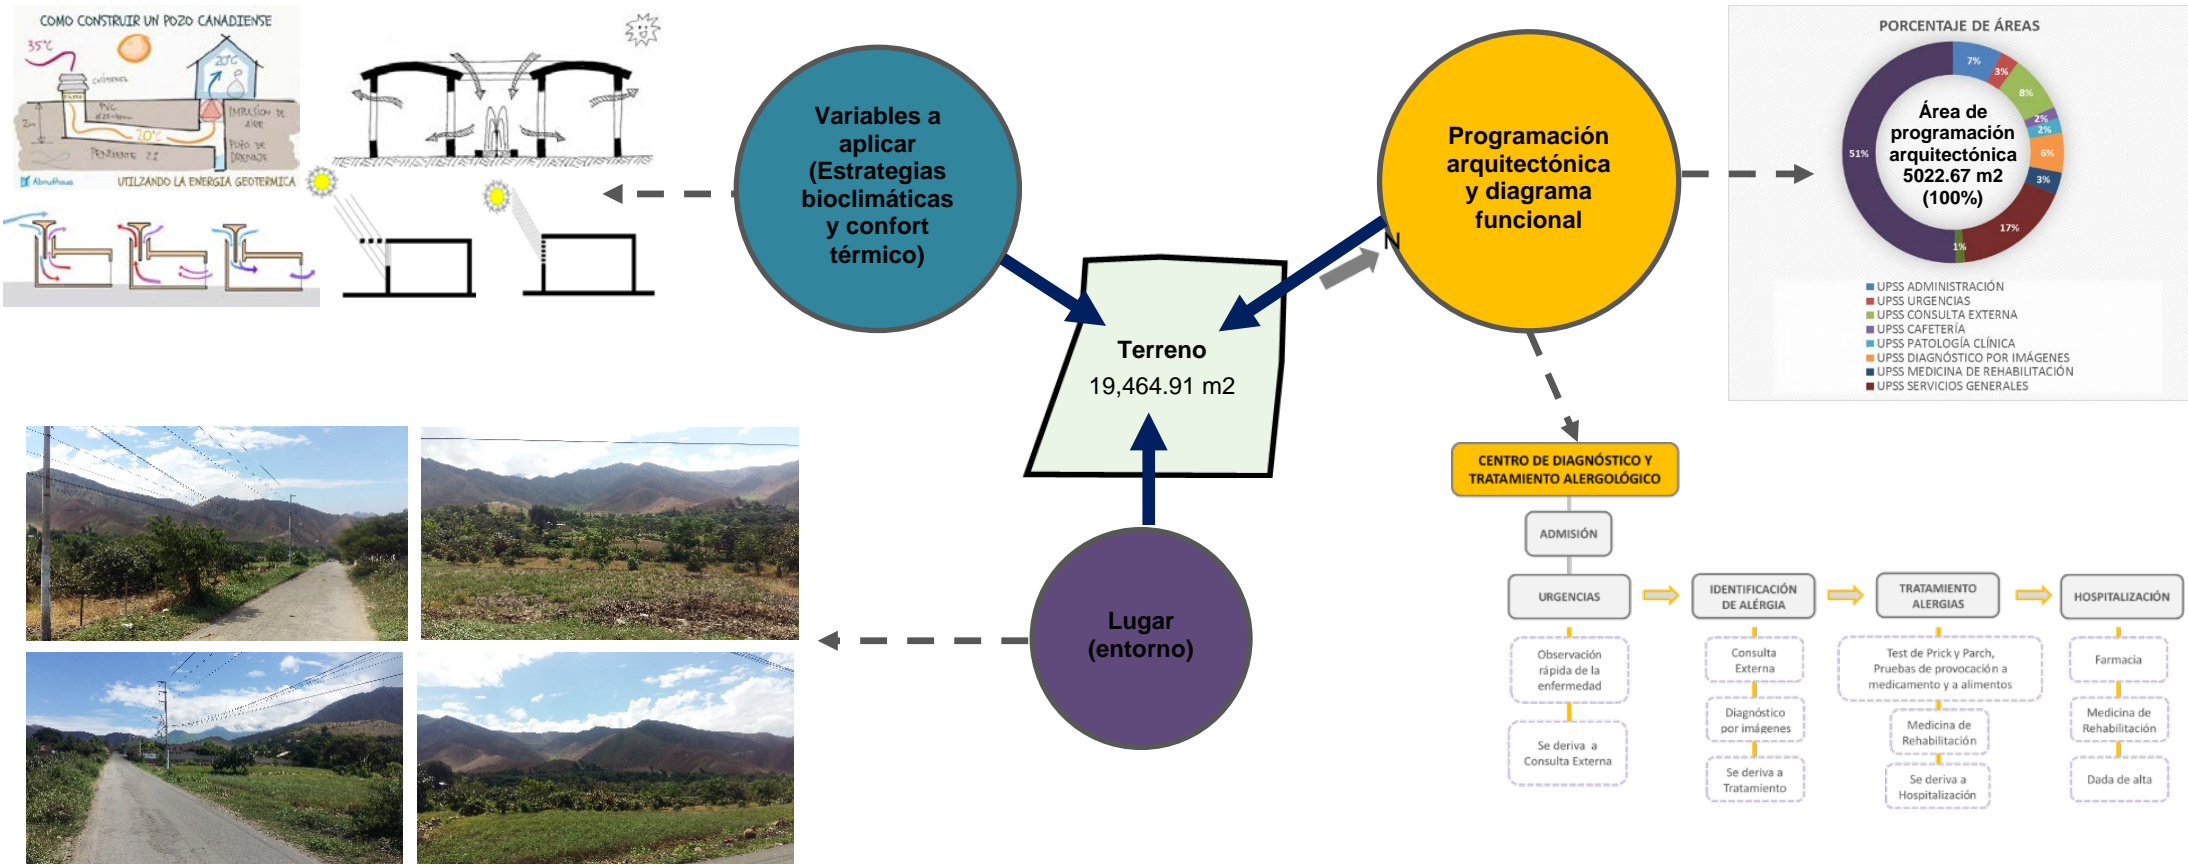 COMO CONSTRUIR UN POZO CANADIENSE
35°C
20°C
PVC
IMPULSIÓN DE
AIRE
2m
20°C
POZO DE
DRENAJE
PENDIENTE 2%
UTILZANDO LA ENERGIA GEOTERMICA
Variables a
aplicar
(Estrategias
bioclimáticas
y confort
térmico)
Programación
arquitectónica
y diagrama
funcional
N
Terreno
19,464.91 m2
Lugar
(entorno)
PORCENTAJE DE ÁREAS
7%
3%
8%
2%
2%
6%
3%
17%
1%
51%
Área de
programación
arquitectónica
5022.67 m2
(100%)
UPSS ADMINISTRACIÓN
UPSS URGENCIAS
UPSS CONSULTA EXTERNA
UPSS CAFETERÍA
UPSS PATOLOGÍA CLÍNICA
UPSS DIAGNÓSTICO POR IMÁGENES
UPSS MEDICINA DE REHABILITACIÓN
UPSS SERVICIOS GENERALES
CENTRO DE DIAGNÓSTICO Y
TRATAMIENTO ALERGOLÓGICO
ADMISIÓN
URGENCIAS
Observación
rápida de la
enfermedad
Se deriva a
Consulta Externa
IDENTIFICACIÓN
DE ALÉRGIA
Consulta
Externa
Diagnóstico
por imágenes
Se deriva a
Tratamiento
TRATAMIENTO
ALERGIAS
Test de Prick y Parch,
Pruebas de provocación a
medicamento y a alimentos
Medicina de
Rehabilitación
Se deriva a
Hospitalización
HOSPITALIZACIÓN
Farmacia
Medicina de
Rehabilitación
Dada de alta